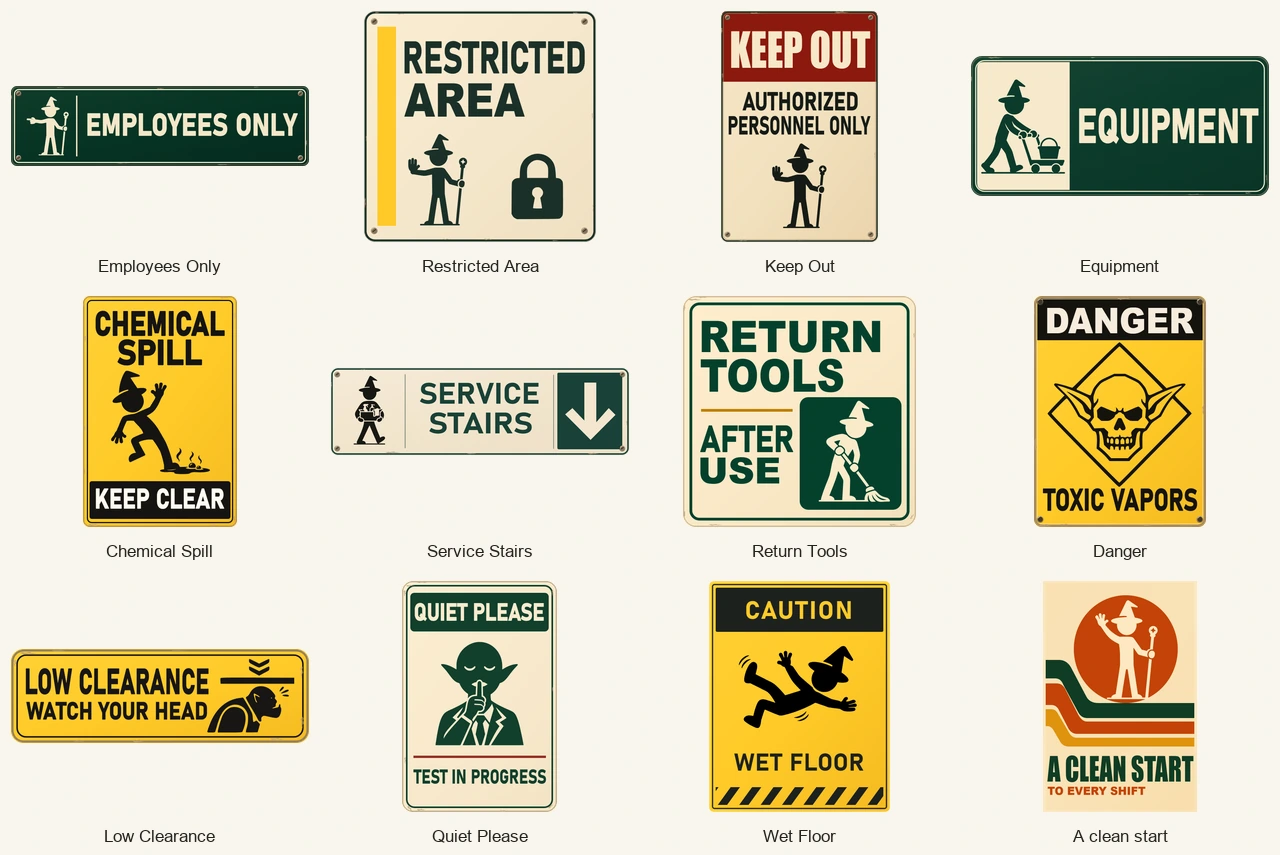 EMPLOYEES ONLY
Employees Only
RESTRICTED
AREA
Restricted Area
KEEP OUT
AUTHORIZED
PERSONNEL ONLY
Keep Out
EQUIPMENT
Equipment
CHEMICAL
SPILL
KEEP CLEAR
Chemical Spill
SERVICE
STAIRS
Service Stairs
RETURN
TOOLS
AFTER
USE
Return Tools
DANGER
TOXIC VAPORS
Danger
LOW CLEARANCE
WATCH YOUR HEAD
Low Clearance
QUIET PLEASE
TEST IN PROGRESS
Quiet Please
CAUTION
WET FLOOR
Wet Floor
A CLEAN START
TO EVERY SHIFT
A clean start